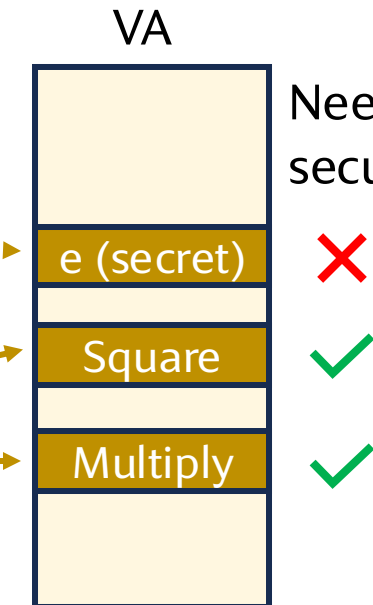 VA
Nee
secu
e (secret)
Square
Multiply